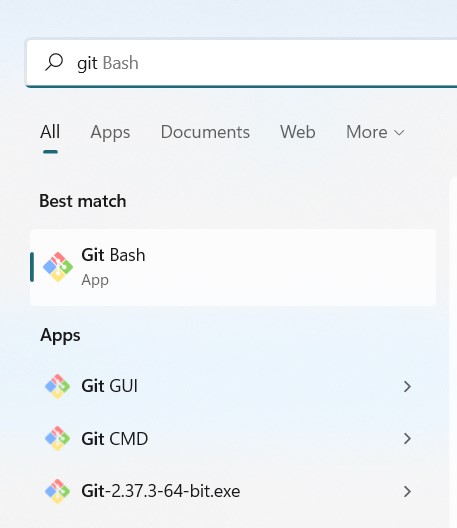 git Bash
All Apps Documents Web More
Best match
Git Bash
App
Apps
Git GUI
Git CMD
Git-2.37.3-64-bit.exe